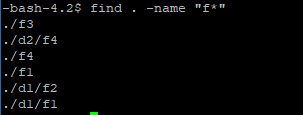 -bash-4.2$ find . -name "f*"
./f3
./d2/f4
./f4
./f1
./d1/f2
./d1/f1